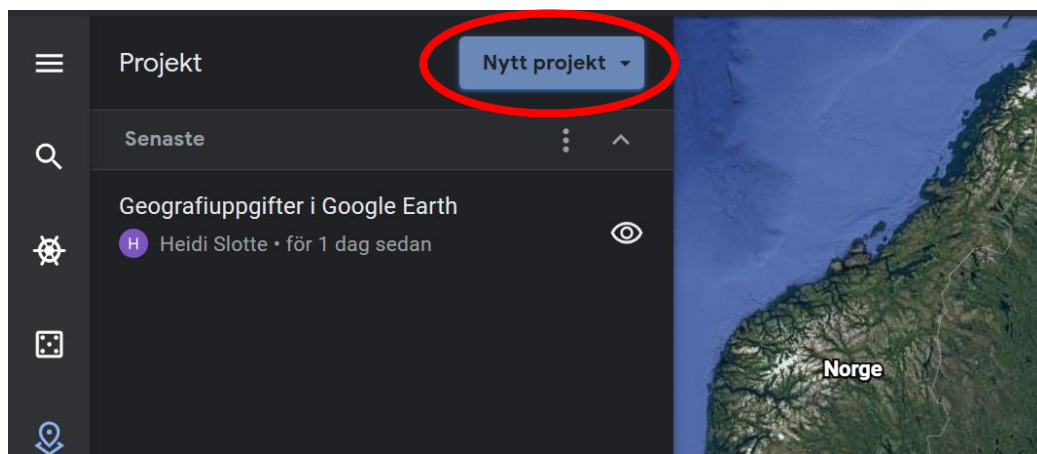 Projekt
Nytt projekt
Senaste
Geografiuppgifter i Google Earth
H Heidi Slotte • för 1 dag sedan
Norge